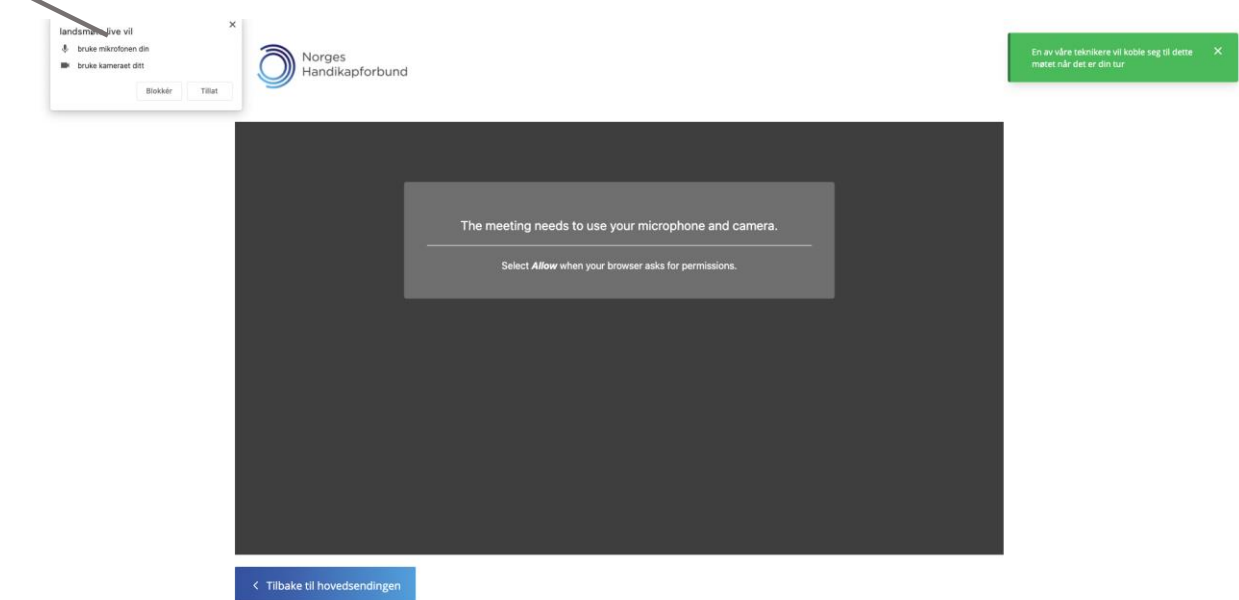 vil
bruke mikrofonen din
bruke kameraet ditt
Blokkér Tillat
Norges
Handikapforbund
En av våre teknikere vil koble seg til dette
møtet når det er din tur
The meeting needs to use your microphone and camera.
Select Allow when your browser asks for permissions.
Tilbake til hovedsendingen